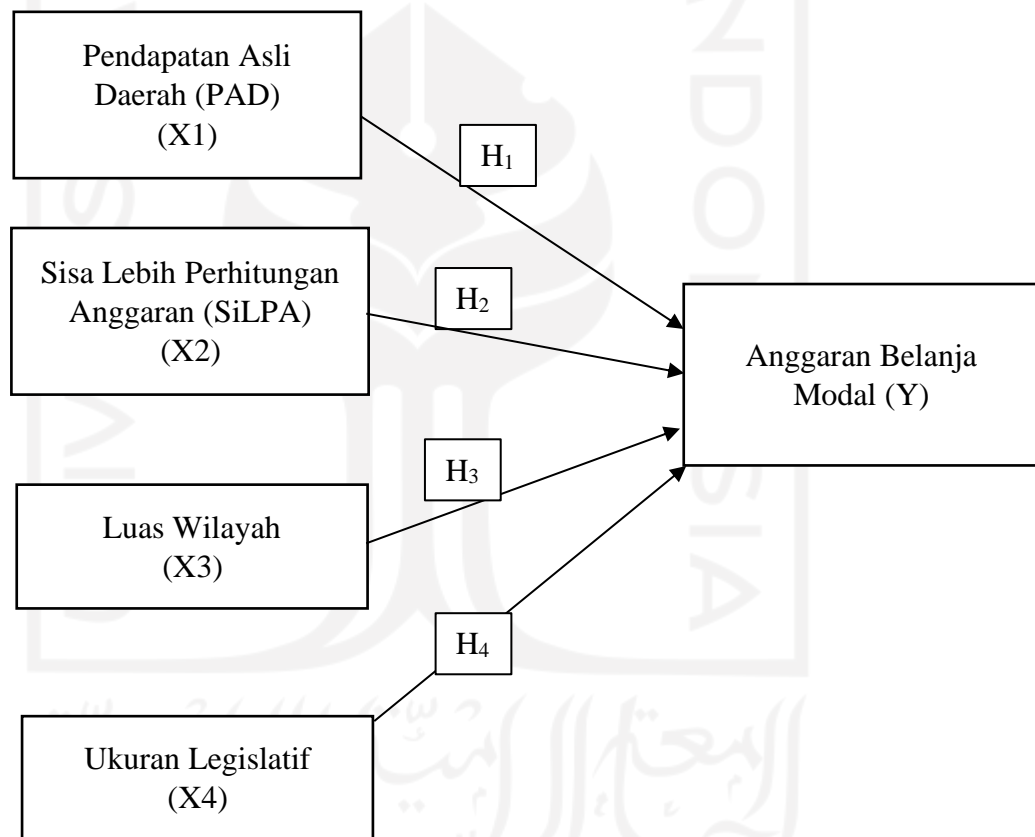 Pendapatan Asli
Daerah (PAD)
(X1)
H₁
Sisa Lebih Perhitungan
Anggaran (SiLPA)
(X2)
H₂
Anggaran Belanja
Modal (Y)
H₃
Luas Wilayah
(X3)
H₄
Ukuran Legislatif
(X4)